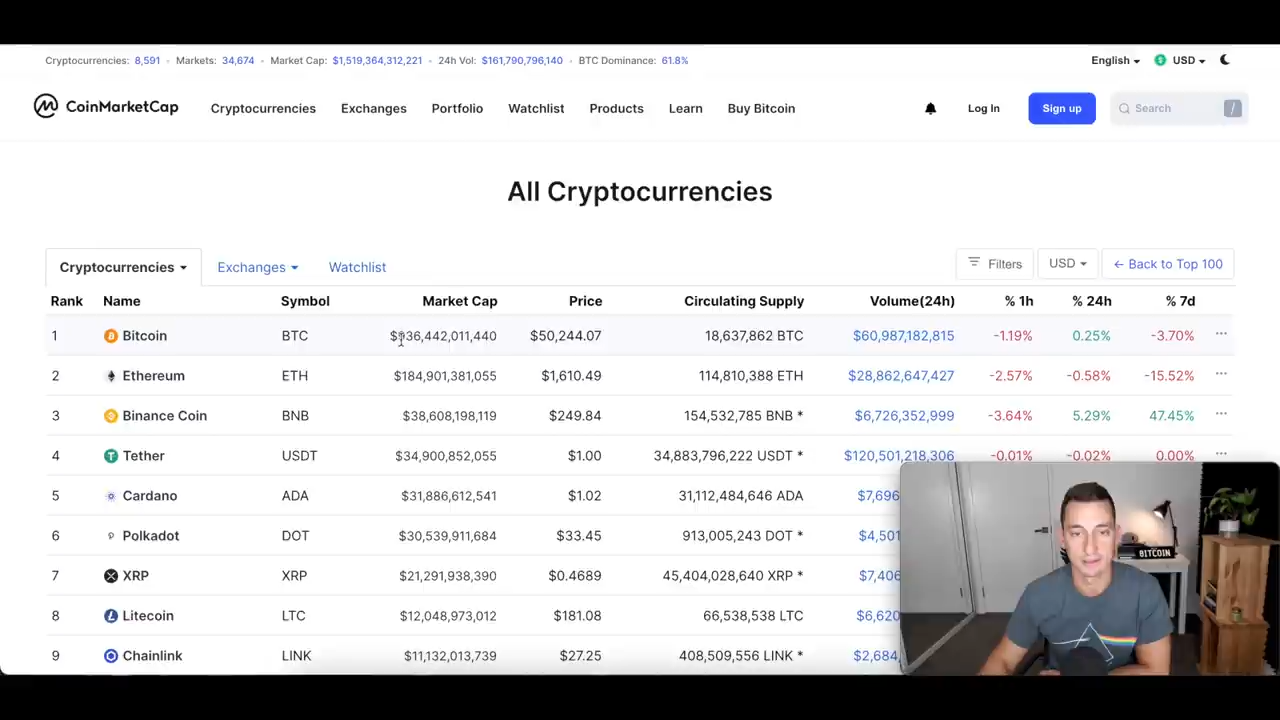 Cryptocurrencies: 8,591 • Markets: 34,674 • Market Cap: $1,519,364,312,221 • 24h Vol: $161,790,796,140 • BTC Dominance: 61.8% English USD
CoinMarketCap Cryptocurrencies Exchanges Portfolio Watchlist Products Learn Buy Bitcoin Log In Sign up Search /
All Cryptocurrencies
Cryptocurrencies Exchanges Watchlist Filters USD ← Back to Top 100
Rank Name Symbol Market Cap Price Circulating Supply Volume(24h) % 1h % 24h % 7d
1 Bitcoin BTC $936,442,011,440 $50,244.07 18,637,862 BTC $60,987,182,815 -1.19% 0.25% -3.70% ...
2 Ethereum ETH $184,901,381,055 $1,610.49 114,810,388 ETH $28,862,647,427 -2.57% -0.58% -15.52% ...
3 Binance Coin BNB $38,608,198,119 $249.84 154,532,785 BNB * $6,726,352,999 -3.64% 5.29% 47.45% ...
4 Tether USDT $34,900,852,055 $1.00 34,883,796,222 USDT * $120,501,218,306 -0.01% -0.02% 0.00% ...
5 Cardano ADA $31,886,612,541 $1.02 31,112,484,646 ADA $7,696
6 Polkadot DOT $30,539,911,684 $33.45 913,005,243 DOT * $4,501
7 XRP XRP $21,291,938,390 $0.4689 45,404,028,640 XRP * $7,406
8 Litecoin LTC $12,048,973,012 $181.08 66,538,538 LTC $6,620
9 Chainlink LINK $11,132,013,739 $27.25 408,509,556 LINK * $2,684,
BITCOIN